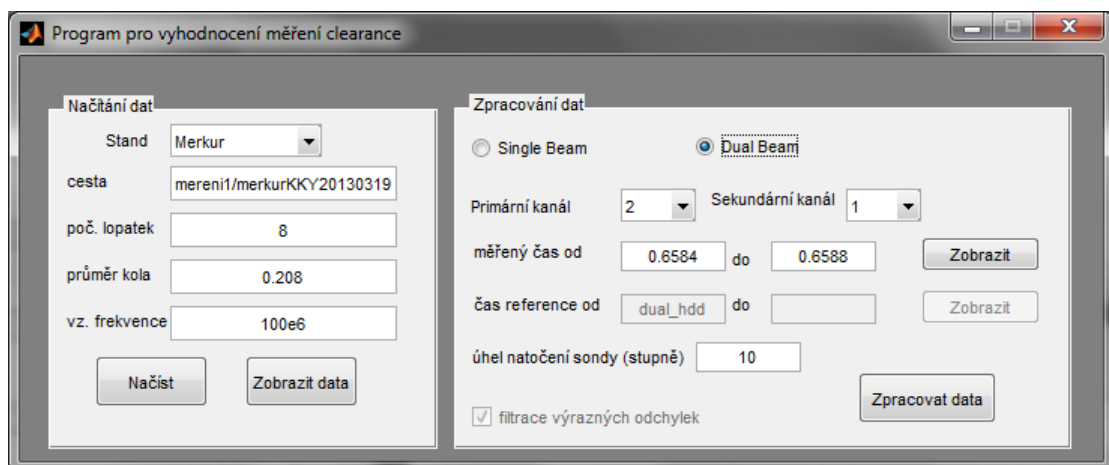 Program pro vyhodnocení měření clearance
Načítání dat
Stand Merkur
cesta mereni1/merkurKKY20130319
poč. lopatek 8
průměr kola 0.208
vz. frekvence 100e6
Načíst Zobrazit data
Zpracování dat
Single Beam Dual Beam
Primární kanál 2 Sekundární kanál 1
měřený čas od 0.6584 do 0.6588 Zobrazit
čas reference od dual_hdd do Zobrazit
úhel natočení sondy (stupně) 10
Zpracovat data
filtrace výrazných odchylek